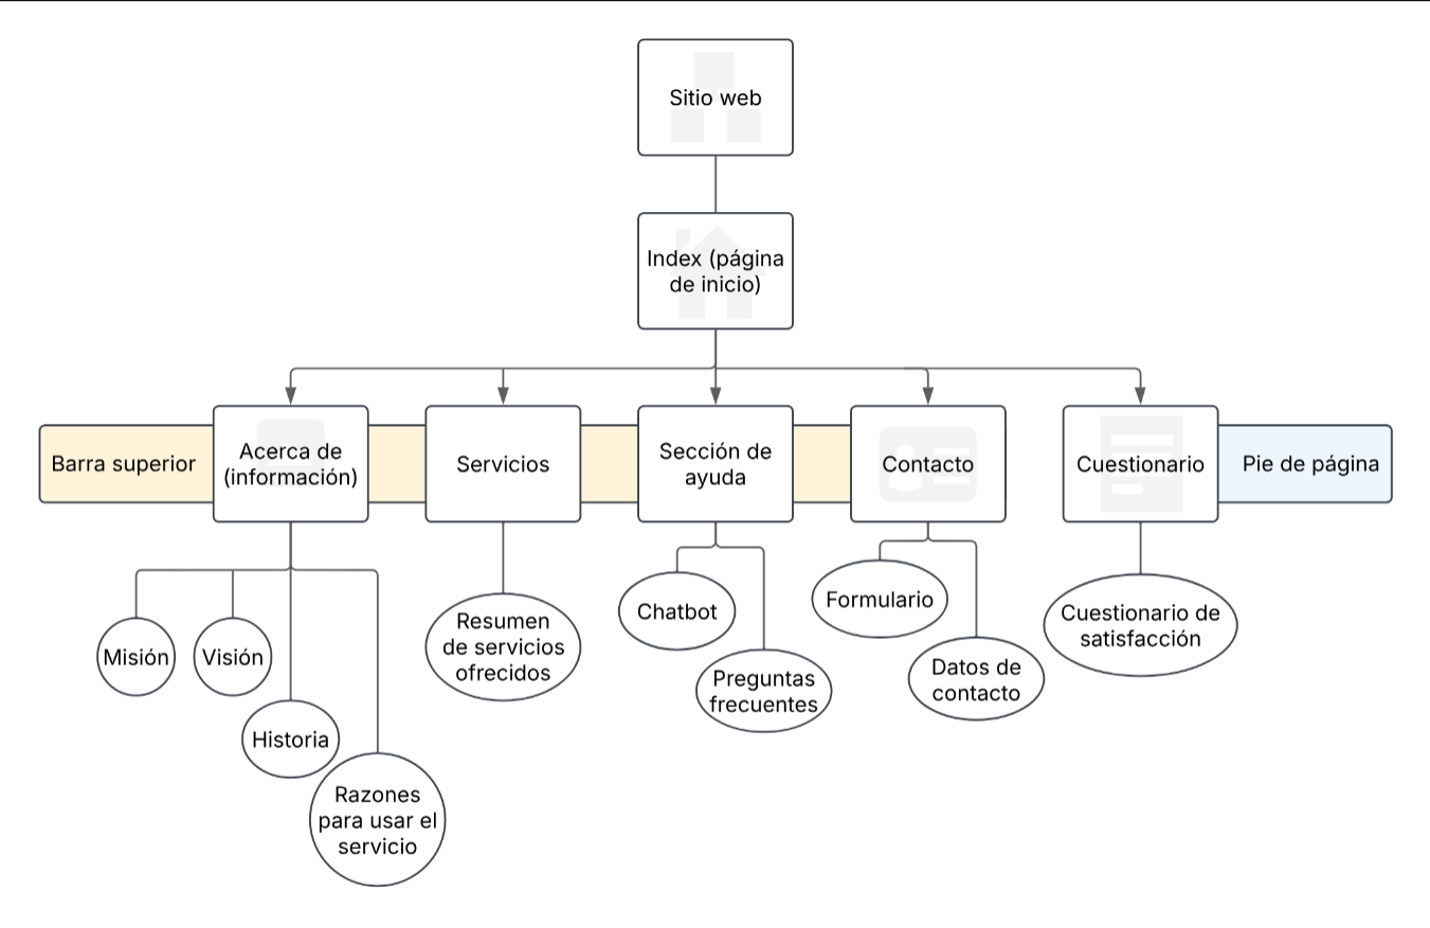 Sitio web
Index (página
de inicio)
Barra superior
Acerca de
(información)
Servicios
Sección de
ayuda
Contacto
Cuestionario
Pie de página
Misión
Visión
Historia
Razones
para usar el
servicio
Resumen
de servicios
ofrecidos
Chatbot
Preguntas
frecuentes
Formulario
Datos de
contacto
Cuestionario de
satisfacción